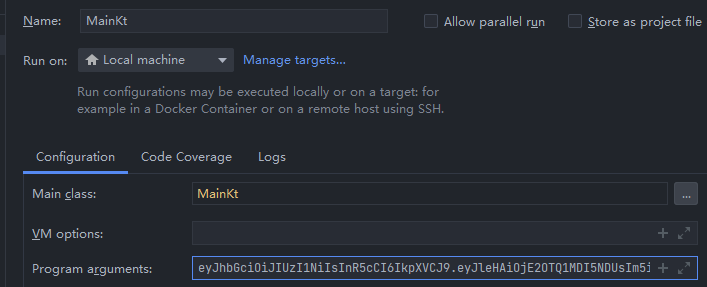 Name: MainKt Allow parallel run Store as project file
Run on: Local machine Manage targets...
Run configurations may be executed locally or on a target: for
example in a Docker Container or on a remote host using SSH.
Configuration Code Coverage Logs
Main class: MainKt ...
VM options:
Program arguments: eyJhbGciOiJIUzI1NiIsInR5cCI6IkpXVCJ9.eyJleHAiOjE2OTQ1MDI5NDUsIm5i